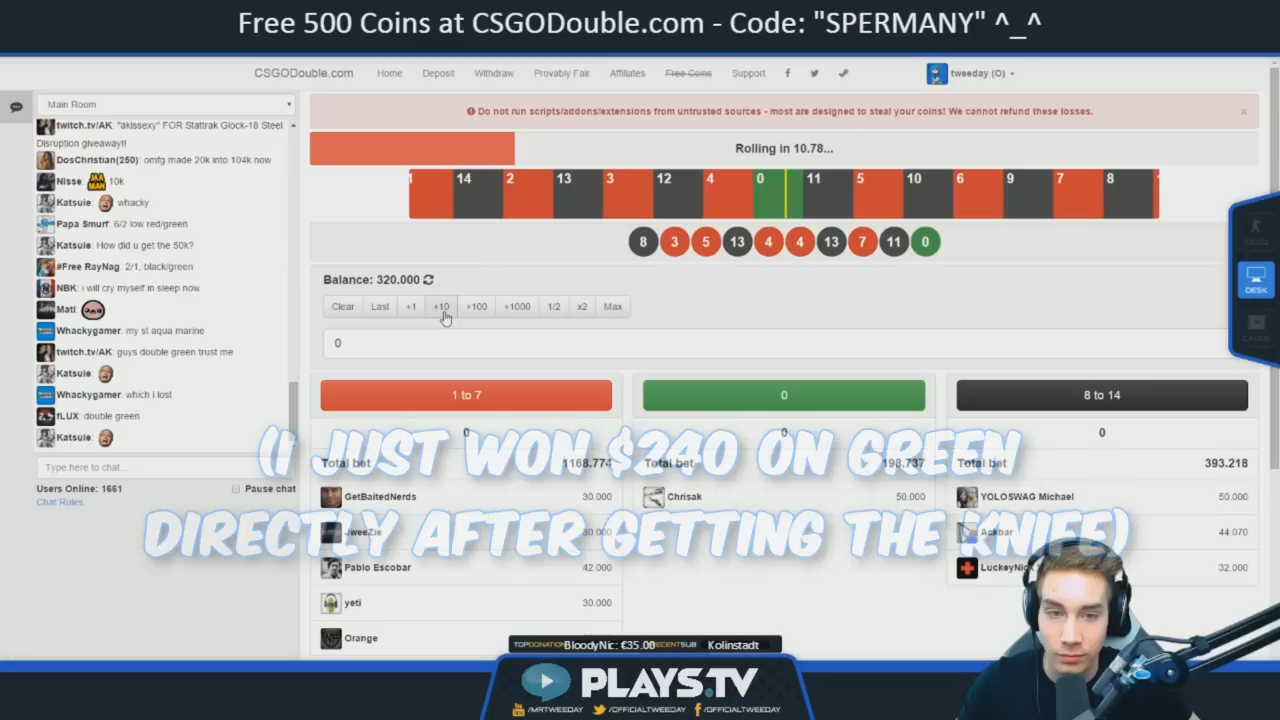 Free 500 Coins at CSGODouble.com - Code: "SPERMANY" ^_^
CSGODouble.com
Home
Deposit
Withdraw
Provably Fair
Affiliates
Free Coins
Support
tweeday (O)
Main Room
twitch.tv/AK: "akissexy" FOR Stattrak Glock-18 Steel
Disruption giveaway!!
DosChristian(250): omfg made 20k into 104k now
Nisse: 10k
Katsuie: whacky
Papa Smurf: 6/2 low red/green
Katsuie: How did u get the 50k?
#Free RayNag: 2/1, black/green
NBK: i will cry myself in sleep now
Mati:
Whackygamer: my st aqua marine
twitch.tv/AK: guys double green trust me
Katsuie:
Whackygamer: which i lost
fLUX: double green
Katsuie:
Type here to chat...
Users Online: 1661
Pause chat
Chat Rules
Do not run scripts/addons/extensions from untrusted sources - most are designed to steal your coins! We cannot refund these losses.
Rolling in 10.78...
1 14 2 13 3 12 4 0 11 5 10 6 9 7 8
8 3 5 13 4 4 13 7 11 0
Balance: 320.000
Clear Last +1 +10 +100 +1000 1/2 x2 Max
0
1 to 7
0
8 to 14
0
0
0
Total bet 1168.774
Total bet 198.737
Total bet 393.218
GetBaitedNerds 30.000
Chrisak 50.000
YOLOSWAG Michael 50.000
JweeZie 30.000
Ackbar 44.070
Pablo Escobar 42.000
32.000
yeti 30.000
Orange
(I JUST WON $240 ON GREEN
DIRECTLY AFTER GETTING THE KNIFE)
DESK
TOPDONATION BloodyNic: €35.00 RECENTSUB Kolinstadt
PLAYS.TV
/MRTWEEDAY
/OFFICIALTWEEDAY
/OFFICIALTWEEDAY